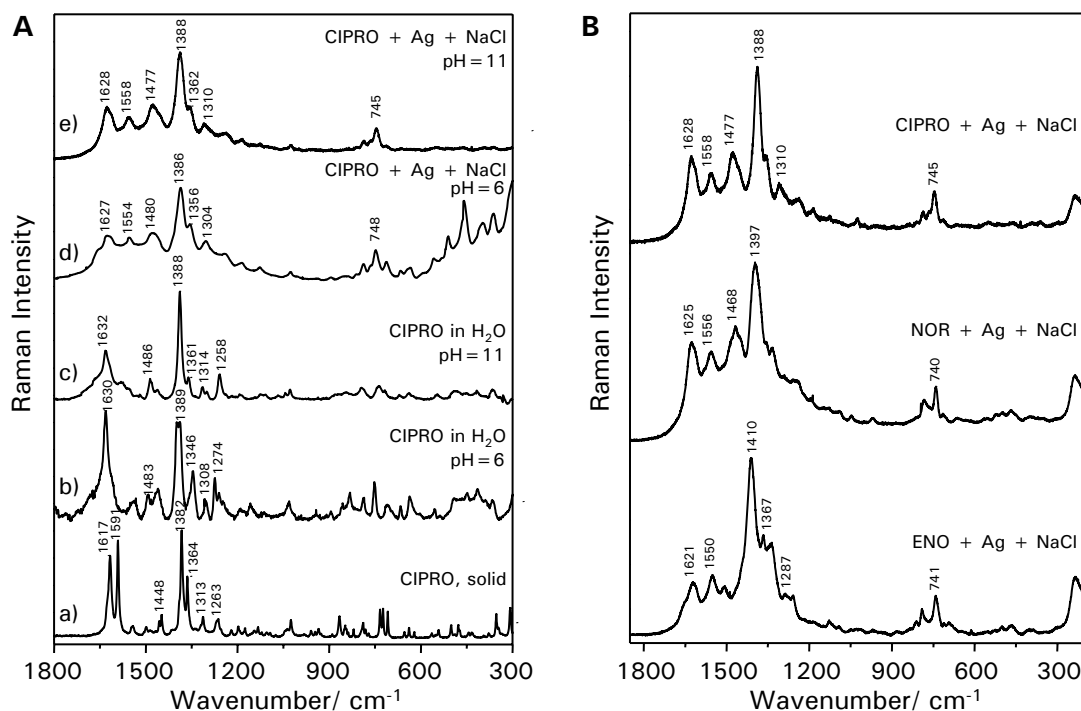 A
CIPRO + Ag + NaCl
pH = 11
1628
1558
1477
1388
1362
1310
745
e)
CIPRO + Ag + NaCl
pH = 6
1627
1554
1480
1386
1356
1304
748
d)
CIPRO in H₂O
pH = 11
1632
1486
1388
1361
1314
1258
c)
CIPRO in H₂O
pH = 6
1630
1483
1389
1346
1308
1274
b)
CIPRO, solid
1617
1591
1448
1382
1364
1313
1263
a)
Raman Intensity
1800 1500 1200 900 600 300
Wavenumber/ cm⁻¹
B
CIPRO + Ag + NaCl
1628
1558
1477
1388
1310
745
NOR + Ag + NaCl
1625
1556
1468
1397
740
ENO + Ag + NaCl
1621
1550
1410
1367
1287
741
Raman Intensity
1800 1500 1200 900 600 300
Wavenumber/ cm⁻¹